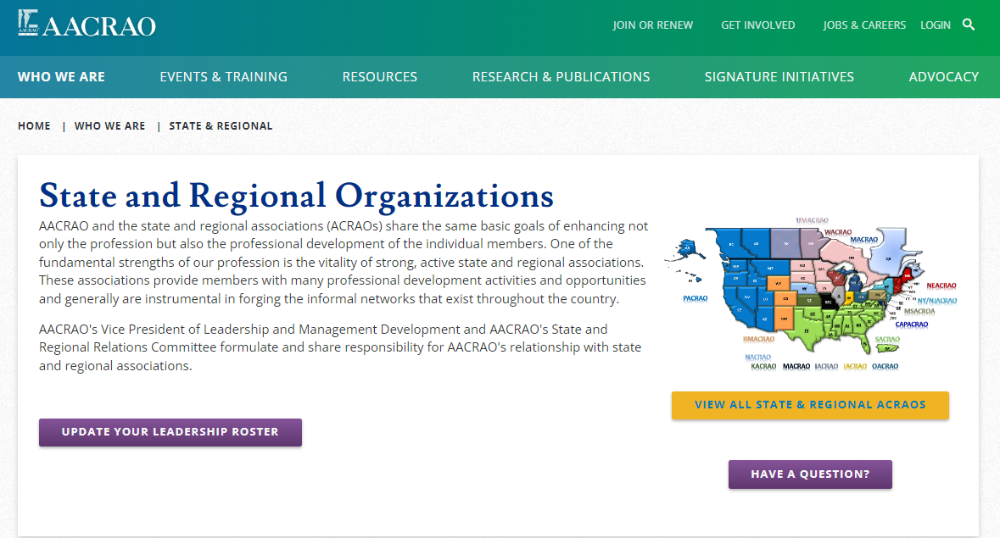 AACRAO
JOIN OR RENEW GET INVOLVED JOBS & CAREERS LOGIN
WHO WE ARE EVENTS & TRAINING RESOURCES RESEARCH & PUBLICATIONS SIGNATURE INITIATIVES ADVOCACY
HOME | WHO WE ARE | STATE & REGIONAL
State and Regional Organizations
AACRAO and the state and regional associations (ACRAOs) share the same basic goals of enhancing not
only the profession but also the professional development of the individual members. One of the
fundamental strengths of our profession is the vitality of strong, active state and regional associations.
These associations provide members with many professional development activities and opportunities
and generally are instrumental in forging the informal networks that exist throughout the country.
AACRAO's Vice President of Leadership and Management Development and AACRAO's State and
Regional Relations Committee formulate and share responsibility for AACRAO's relationship with state
and regional associations.
UPDATE YOUR LEADERSHIP ROSTER
UMACRAO
WACRAO
MACRAO
NEACRAO
PACRAO
NY/NJACRAO
MSACROA
CAPACRAO
RMACRAO
SACRAO
NACRAO
KACRAO MACRAO IACRAO IACRAO OACRAO
VIEW ALL STATE & REGIONAL ACRAOS
HAVE A QUESTION?